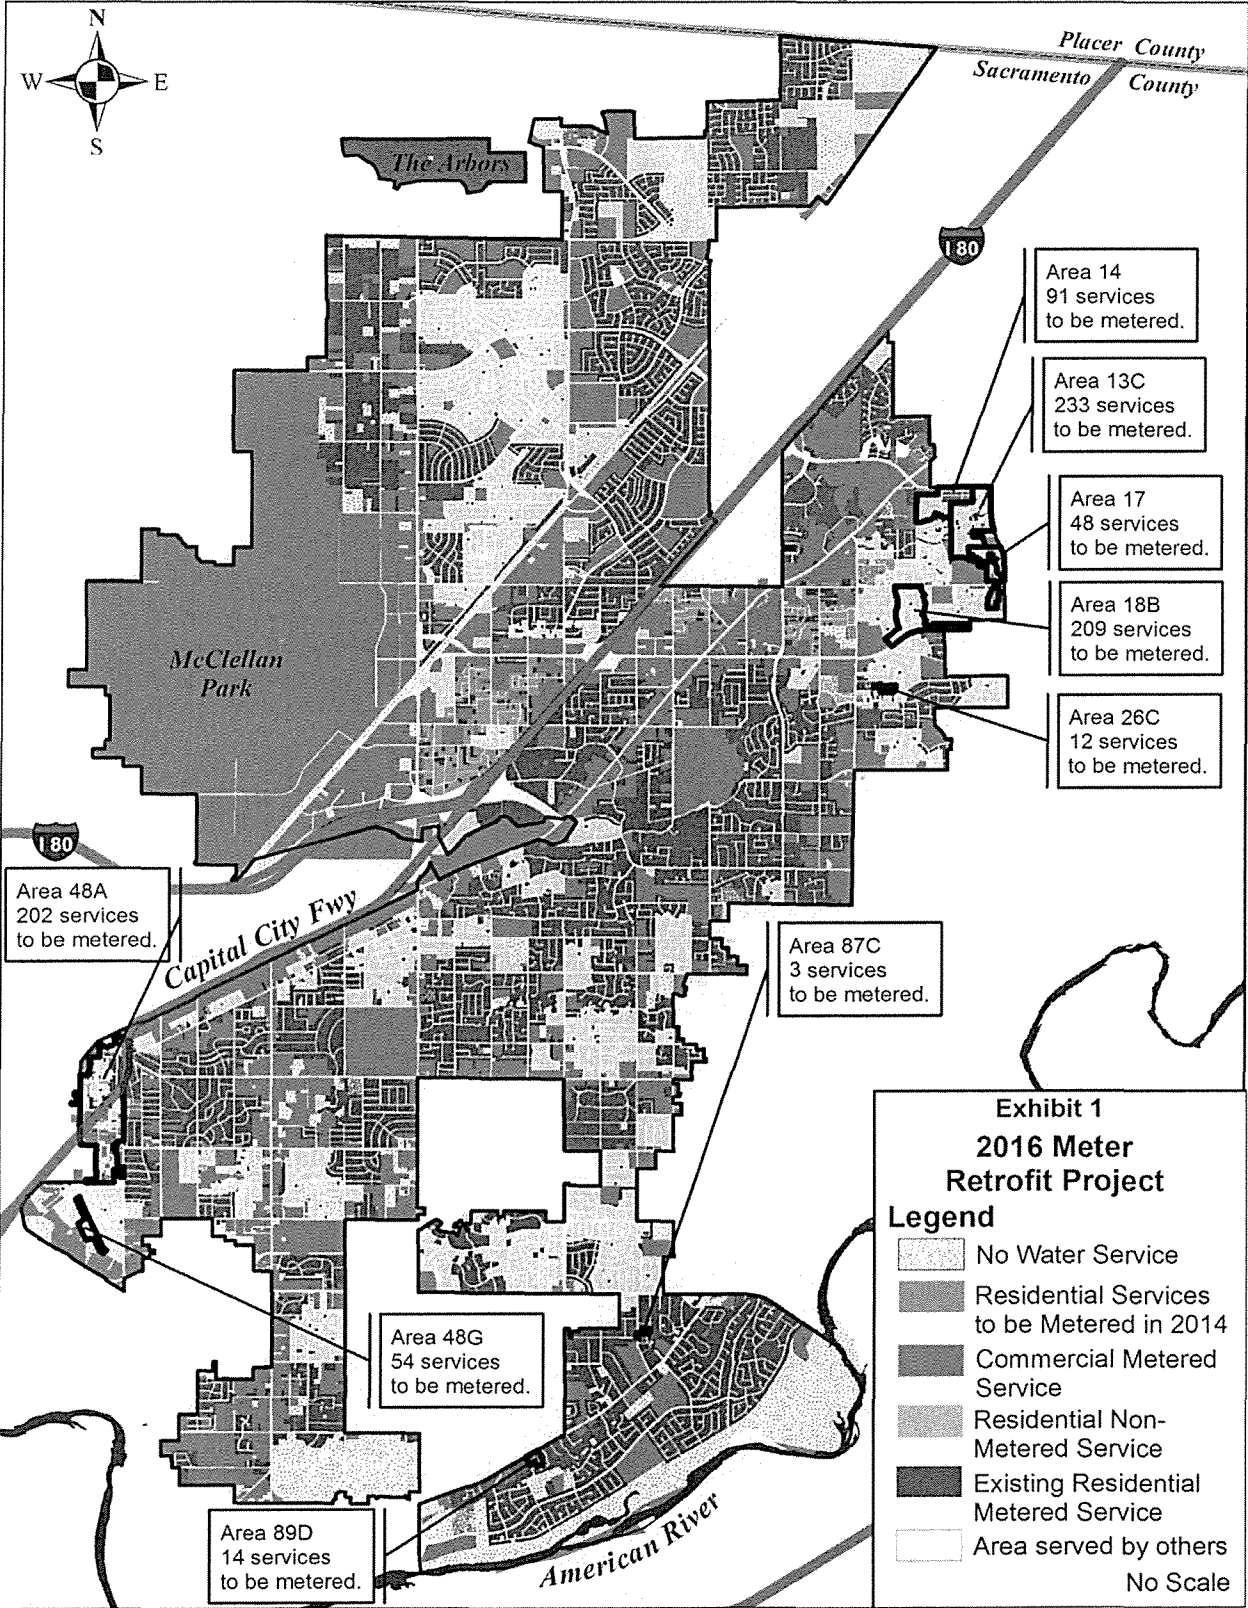 N
W
E
S
Placer County
Sacramento County
The Arbors
I 80
Area 14
91 services
to be metered.
Area 13C
233 services
to be metered.
Area 17
48 services
to be metered.
Area 18B
209 services
to be metered.
Area 26C
12 services
to be metered.
McClellan
Park
I 80
Area 48A
202 services
to be metered.
Capital City Fwy
Area 87C
3 services
to be metered.
Area 48G
54 services
to be metered.
Area 89D
14 services
to be metered.
American River
Exhibit 1
2016 Meter
Retrofit Project
Legend
No Water Service
Residential Services
to be Metered in 2014
Commercial Metered
Service
Residential Non-
Metered Service
Existing Residential
Metered Service
Area served by others
No Scale